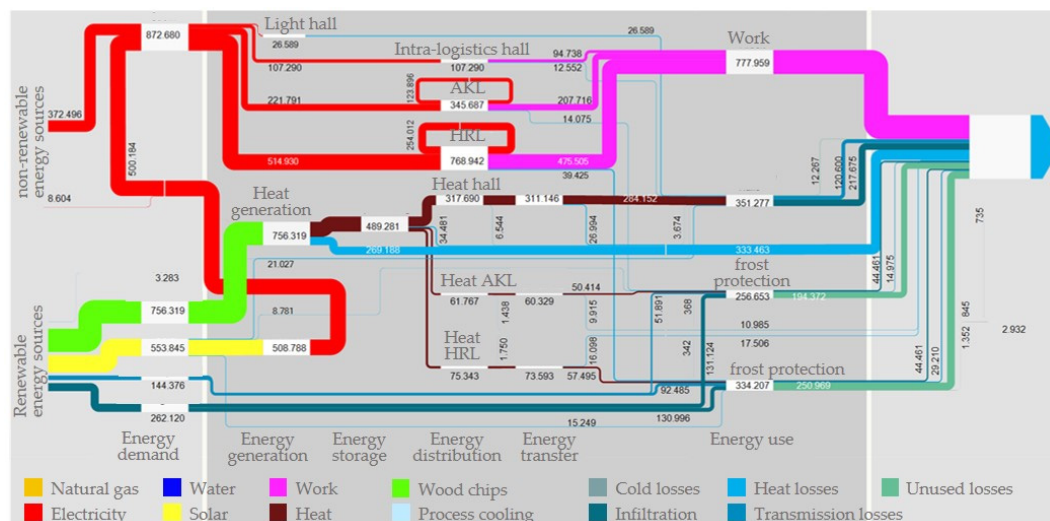 Light hall
872.680
26.589
26.589
Work
Intra-logistics hall
94.738
777.959
107.290
107.290
12.552
AKL
123.896
221.791
345.687
207.716
372.496
14.075
non-renewable
energy sources
HRL
254.012
500.184
514.930
768.942
475.505
39.425
12.267
120.600
217.675
Heat hall
8.604
Heat
generation
317.690
311.146
284.152
351.277
489.281
735
756.319
34.481
6.544
26.994
3.674
269.188
333.463
21.027
frost
protection
44.461
14.975
3.283
Heat AKL
50.414
61.767
60.329
256.653
194.372
756.319
51.891
368
8.781
1.438
9.915
845
10.985
1.352
2.932
Renewable
energy sources
553.845
508.788
Heat
HRL
1.750
16.098
342
131.124
17.506
44.461
29.210
144.376
75.343
73.593
57.495
frost protection
92.485
334.207
250.969
262.120
15.249
130.996
Energy
demand
Energy
generation
Energy
storage
Energy
distribution
Energy
transfer
Energy use
Natural gas
Water
Work
Wood chips
Cold losses
Heat losses
Unused losses
Electricity
Solar
Heat
Process cooling
Infiltration
Transmission losses